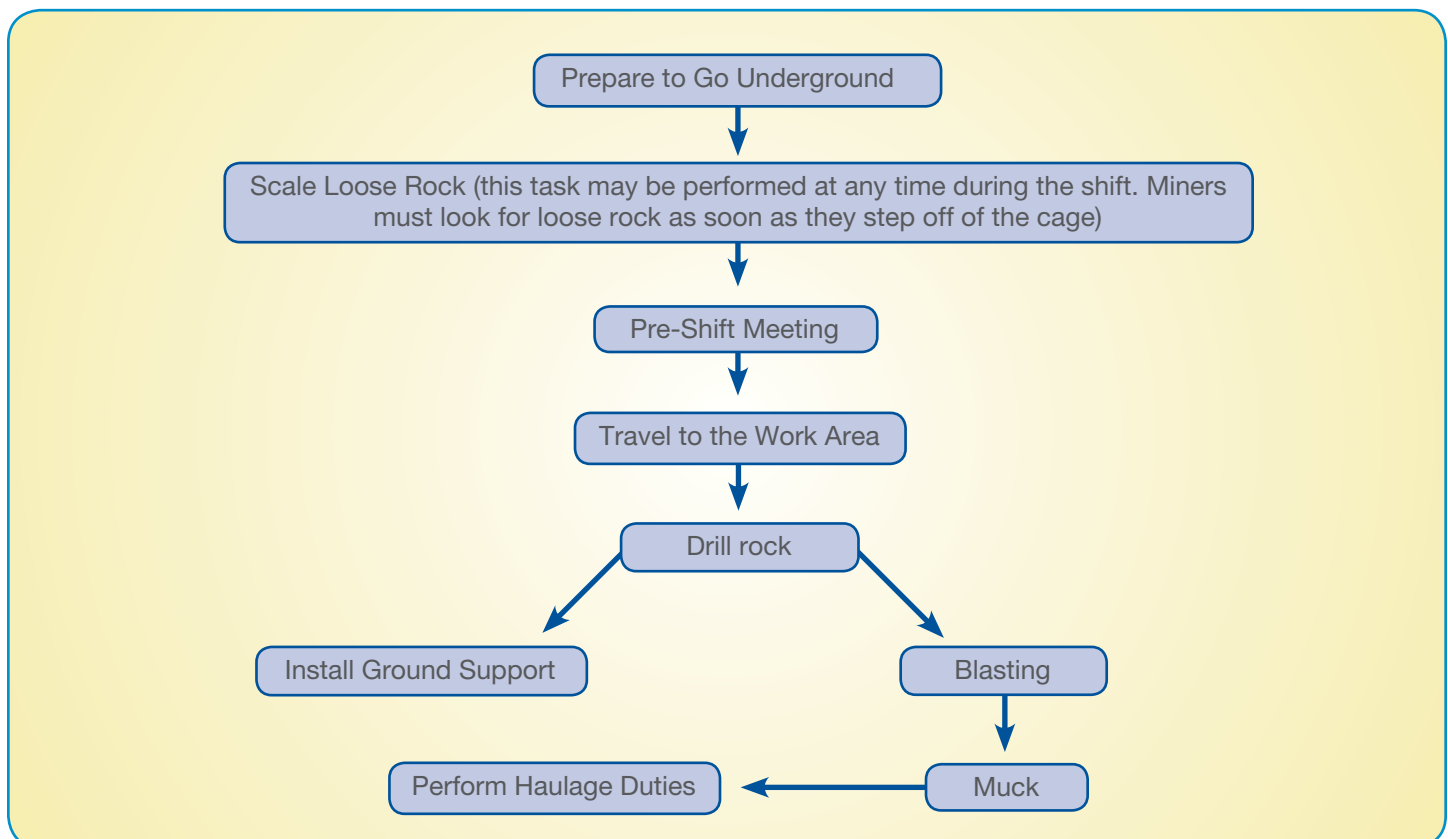 Prepare to Go Underground
Scale Loose Rock (this task may be performed at any time during the shift. Miners
must look for loose rock as soon as they step off of the cage)
Pre-Shift Meeting
Travel to the Work Area
Drill rock
Install Ground Support
Blasting
Perform Haulage Duties
Muck